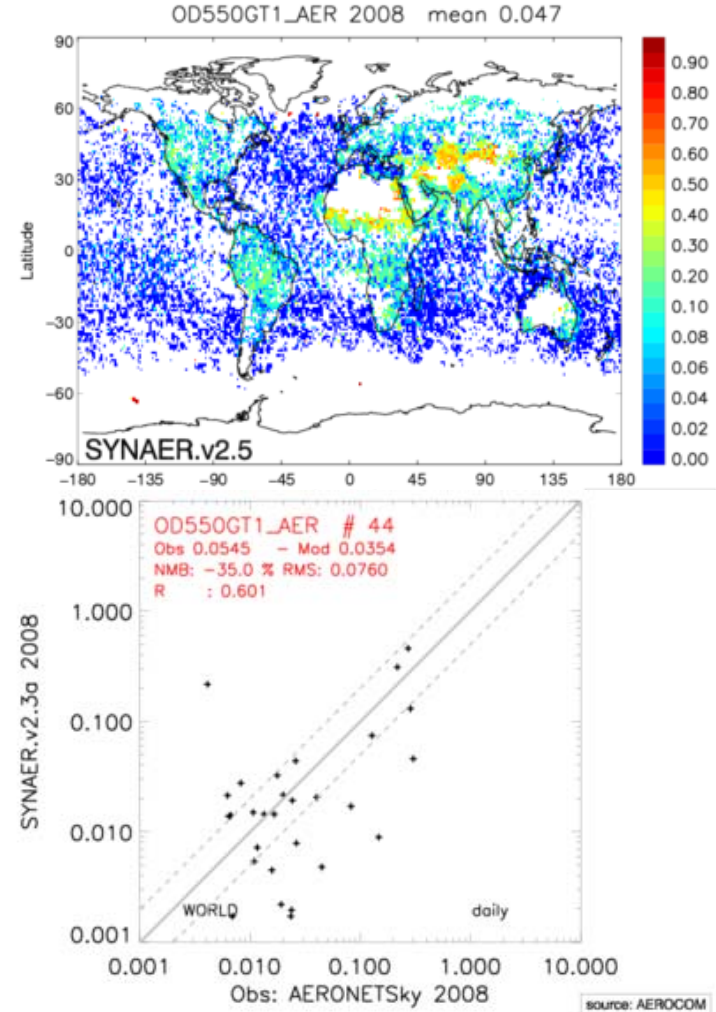 OD550GT1_AER 2008 mean 0.047
90
60
30
0
−30
−60
−90
Latitude
SYNAER.v2.5
−180 −135 −90 −45 0 45 90 135 180
0.90
0.80
0.70
0.60
0.50
0.40
0.30
0.20
0.10
0.08
0.06
0.04
0.02
0.00
OD550GT1_AER # 44
Obs 0.0545 − Mod 0.0354
NMB: −35.0 % RMS: 0.0760
R : 0.601
10.000
1.000
0.100
0.010
0.001
SYNAER.v2.3a 2008
WORLD daily
0.001 0.010 0.100 1.000 10.000
Obs: AERONETSky 2008
source: AEROCOM